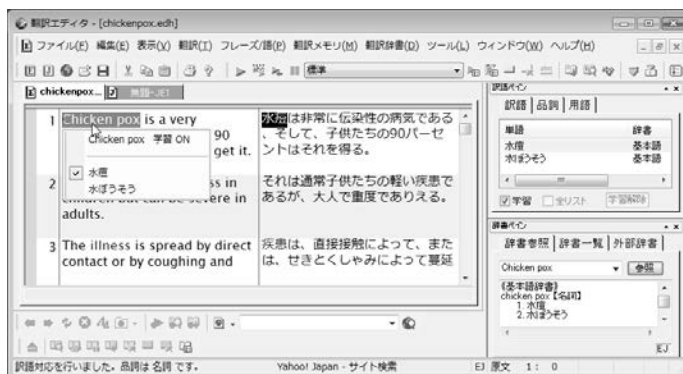 翻訳エディタ - [chickenpox.edh]
ファイル(F) 編集(E) 表示(V) 翻訳(T) フレーズ/語(P) 翻訳メモリ(M) 翻訳辞書(D) ツール(L) ウィンドウ(W) ヘルプ(H)
標準
chickenpox...
無題-JE1
1 Chicken pox is a very
90
get it.
Chicken pox 学習 ON
水痘
水ぼうそう
2
ss in
children but can be severe in
adults.
3 The illness is spread by direct
contact or by coughing and
水痘は非常に伝染性の病気である
、そして、子供たちの90パーセ
ントはそれを得る。
それは通常子供たちの軽い疾患で
あるが、大人で重度でありえる。
疾患は、直接接触によって、また
は、せきとくしゃみによって蔓延
訳語ペイン
訳語 品詞 用語
単語 辞書
水痘 基本語
水ぼうそう 基本語
学習 全リスト 学習解除
辞書ペイン
辞書参照 辞書一覧 外部辞書
Chicken pox 参照
《基本語辞書》
chicken pox【名詞】
1. 水痘
2. 水ぼうそう
EJ
訳語対応を行いました。品詞は 名詞 です。 Yahoo! Japan - サイト検索 EJ 原文 1: 0